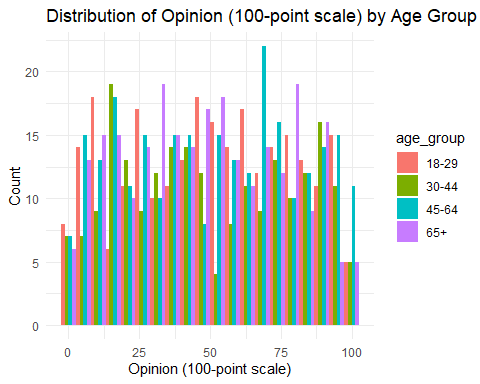 Distribution of Opinion (100-point scale) by Age Group
20
15
10
5
0
Count
0 25 50 75 100
Opinion (100-point scale)
age_group
18-29
30-44
45-64
65+